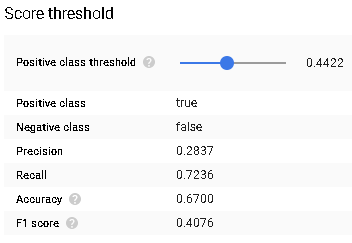 Score threshold
Positive class threshold ? 0.4422
Positive class true
Negative class false
Precision 0.2837
Recall 0.7236
Accuracy ? 0.6700
F1 score ? 0.4076